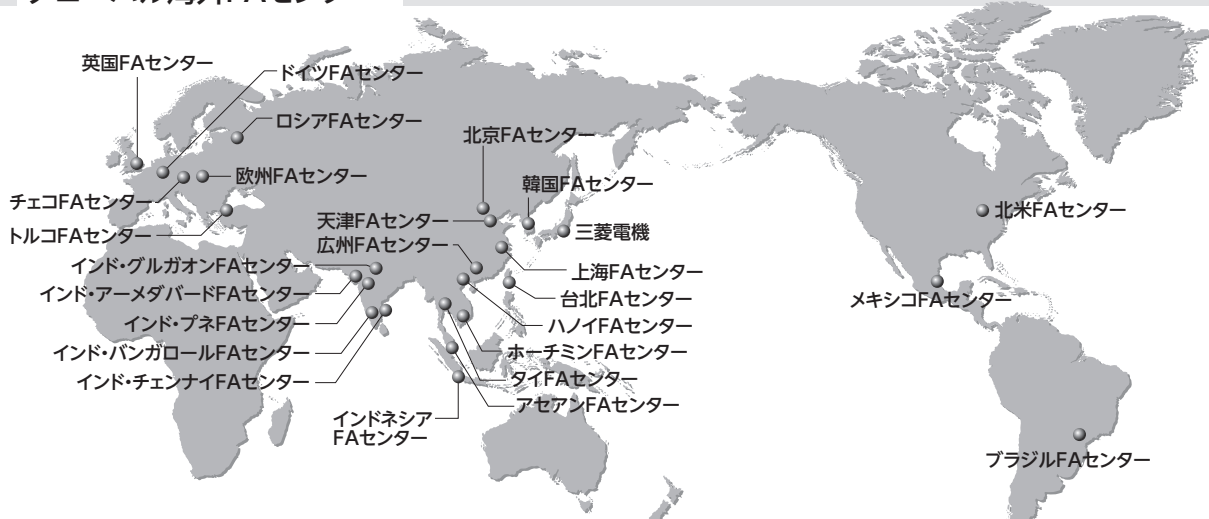 英国FAセンター
ドイツFAセンター
ロシアFAセンター
北京FAセンター
欧州FAセンター
韓国FAセンター
チェコFAセンター
天津FAセンター
北米FAセンター
トルコFAセンター
広州FAセンター
三菱電機
インド・グルガオンFAセンター
上海FAセンター
インド・アーメダバードFAセンター
台北FAセンター
メキシコFAセンター
インド・プネFAセンター
ハノイFAセンター
インド・バンガロールFAセンター
ホーチミンFAセンター
インド・チェンナイFAセンター
タイFAセンター
アセアンFAセンター
インドネシア
FAセンター
ブラジルFAセンター